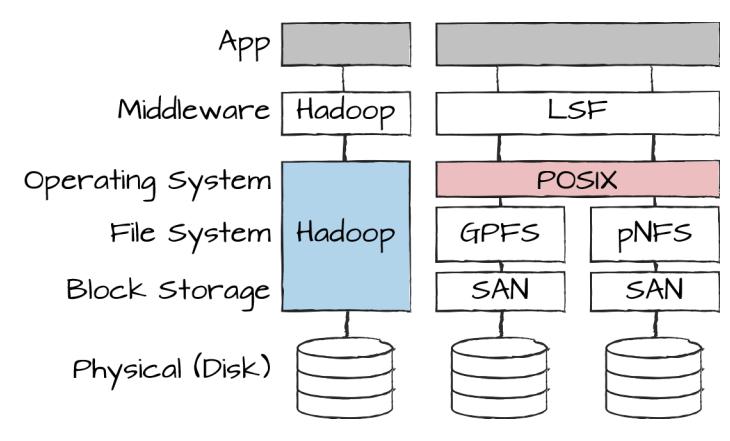 App
Middleware Hadoop LSF
Operating System POSIX
File System Hadoop GPFS pNFS
Block Storage SAN SAN
Physical (Disk)